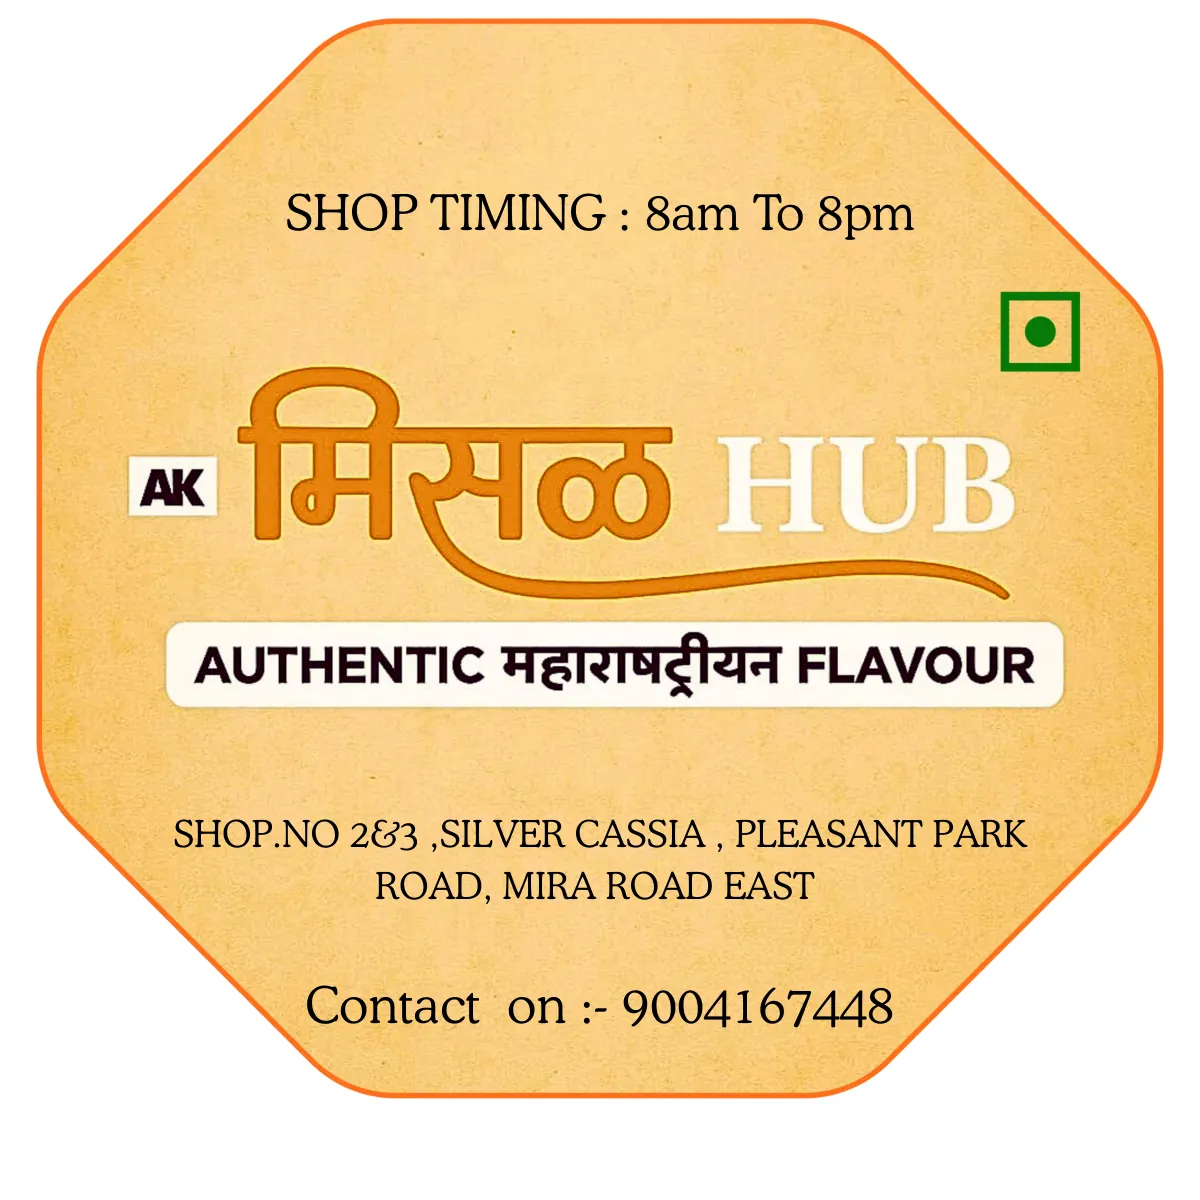 SHOP TIMING : 8am To 8pm
AK मिसळ HUB
AUTHENTIC महाराष्ट्रीयन FLAVOUR
SHOP.NO 2&3 ,SILVER CASSIA , PLEASANT PARK
ROAD, MIRA ROAD EAST
Contact on :- 9004167448